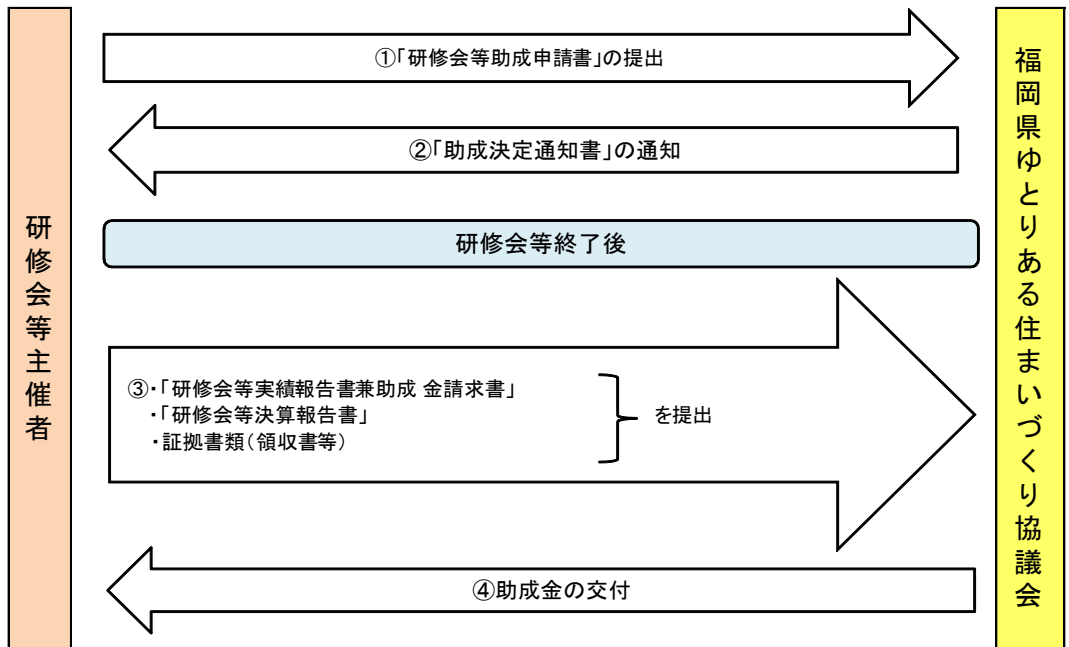 研修会等主催者
①「研修会等助成申請書」の提出
②「助成決定通知書」の通知
研修会等終了後
③・「研修会等実績報告書兼助成 金請求書」
・「研修会等決算報告書」
・証拠書類（領収書等）
を提出
④助成金の交付
福岡県ゆとりある住まいづくり協議会